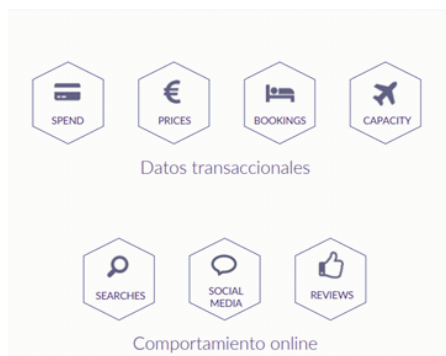 SPEND PRICES BOOKINGS CAPACITY
Datos transaccionales
SEARCHES SOCIAL MEDIA REVIEWS
Comportamiento online